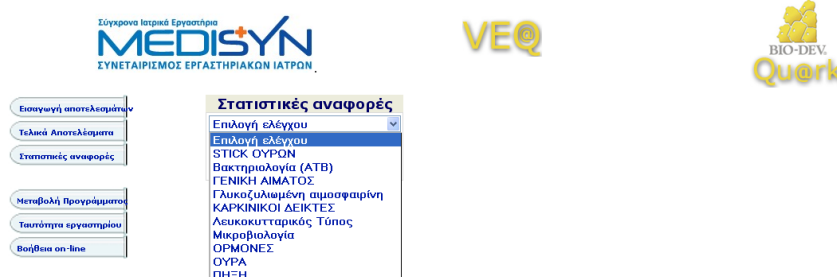 Σύγχρονα Ιατρικά Εργαστήρια
MEDISYN
ΣΥΝΕΤΑΙΡΙΣΜΟΣ ΕΡΓΑΣΤΗΡΙΑΚΩΝ ΙΑΤΡΩΝ.
VE@
BIO-DEV.
Qu@rk
Εισαγωγή αποτελεσμάτων
Τελικά Αποτελέσματα
Στατιστικές αναφορές
Μεταβολή Προγράμματος
Ταυτότητα εργαστηρίου
Βοήθεια on-line
Στατιστικές αναφορές
Επιλογή ελέγχου
Επιλογή ελέγχου
STICK ΟΥΡΩΝ
Βακτηριολογία (ATB)
ΓΕΝΙΚΗ ΑΙΜΑΤΟΣ
Γλυκοζυλιωμένη αιμοσφαιρίνη
ΚΑΡΚΙΝΙΚΟΙ ΔΕΙΚΤΕΣ
Λευκοκυτταρικός Τύπος
Μικροβιολογία
ΟΡΜΟΝΕΣ
ΟΥΡΑ
ΠΗΞΗ